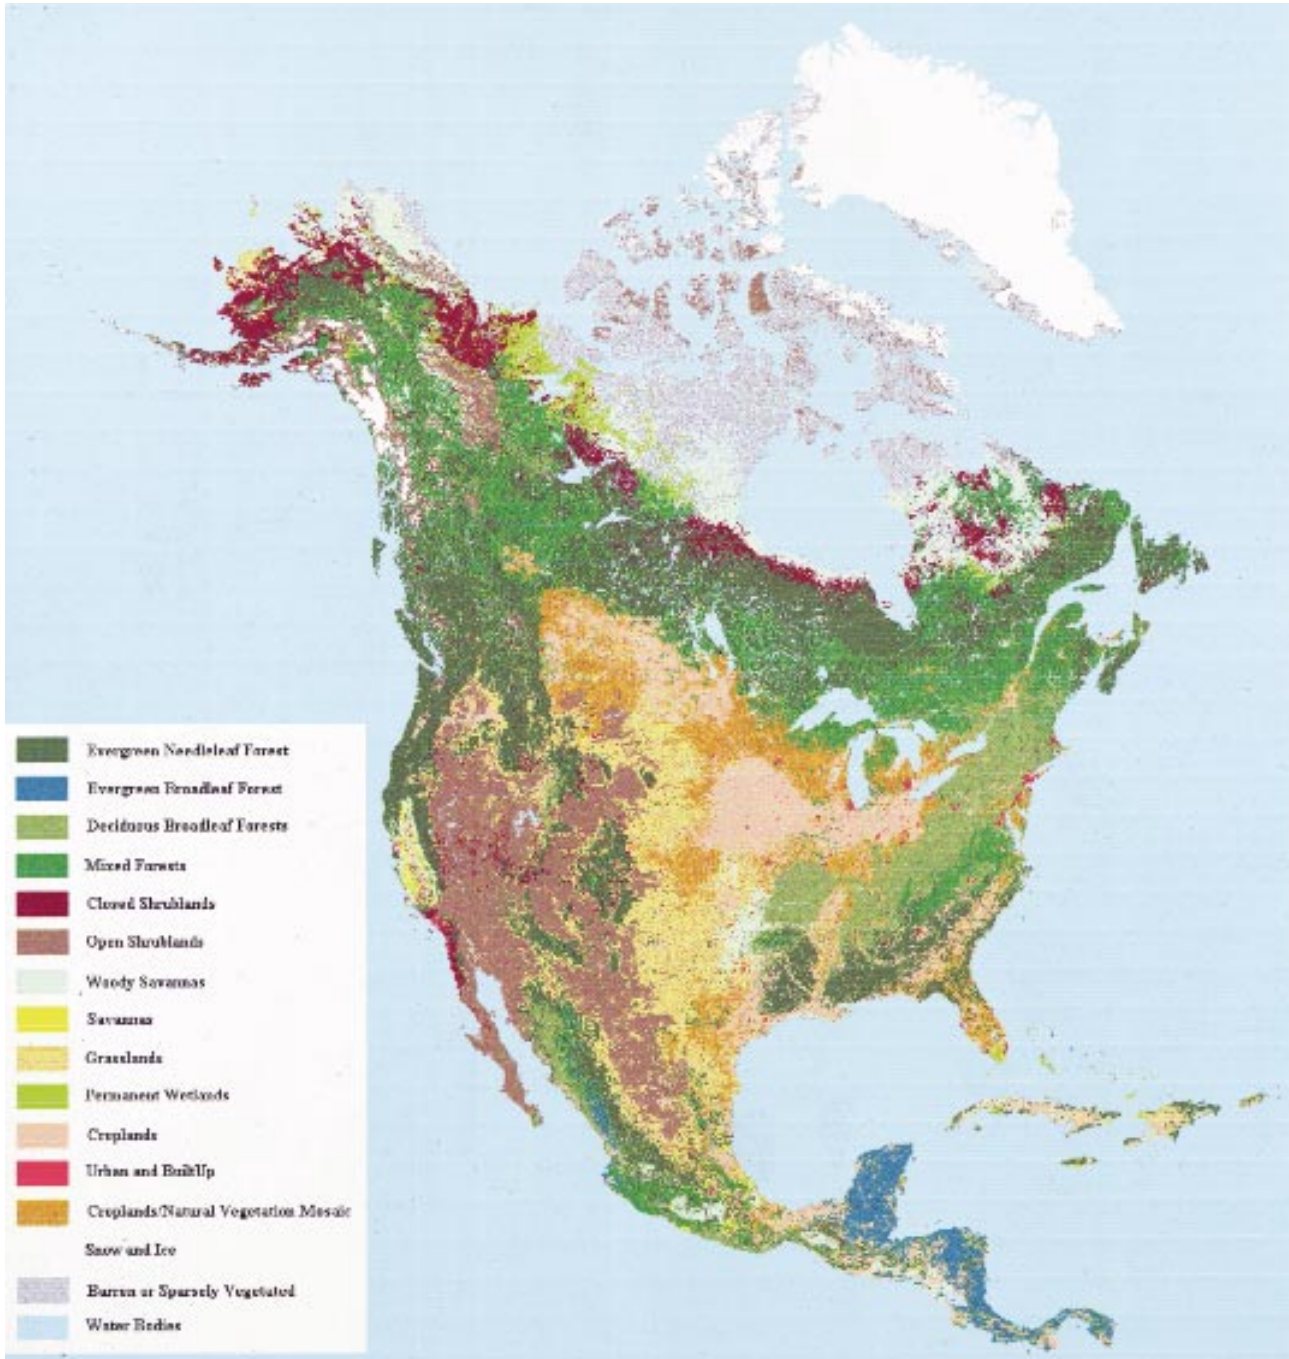 Evergreen Needleleaf Forest
Evergreen Broadleaf Forest
Deciduous Broadleaf Forests
Mixed Forests
Closed Shrublands
Open Shrublands
Woody Savannas
Savannas
Grasslands
Permanent Wetlands
Croplands
Urban and BuiltUp
Croplands/Natural Vegetation Mosaic
Snow and Ice
Barren or Sparsely Vegetated
Water Bodies